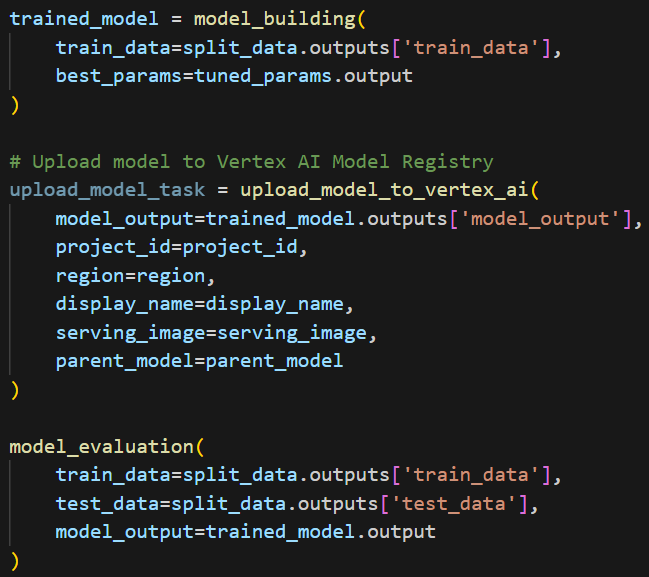 trained_model = model_building(
    train_data=split_data.outputs['train_data'],
    best_params=tuned_params.output
)

# Upload model to Vertex AI Model Registry
upload_model_task = upload_model_to_vertex_ai(
    model_output=trained_model.outputs['model_output'],
    project_id=project_id,
    region=region,
    display_name=display_name,
    serving_image=serving_image,
    parent_model=parent_model
)

model_evaluation(
    train_data=split_data.outputs['train_data'],
    test_data=split_data.outputs['test_data'],
    model_output=trained_model.output
)